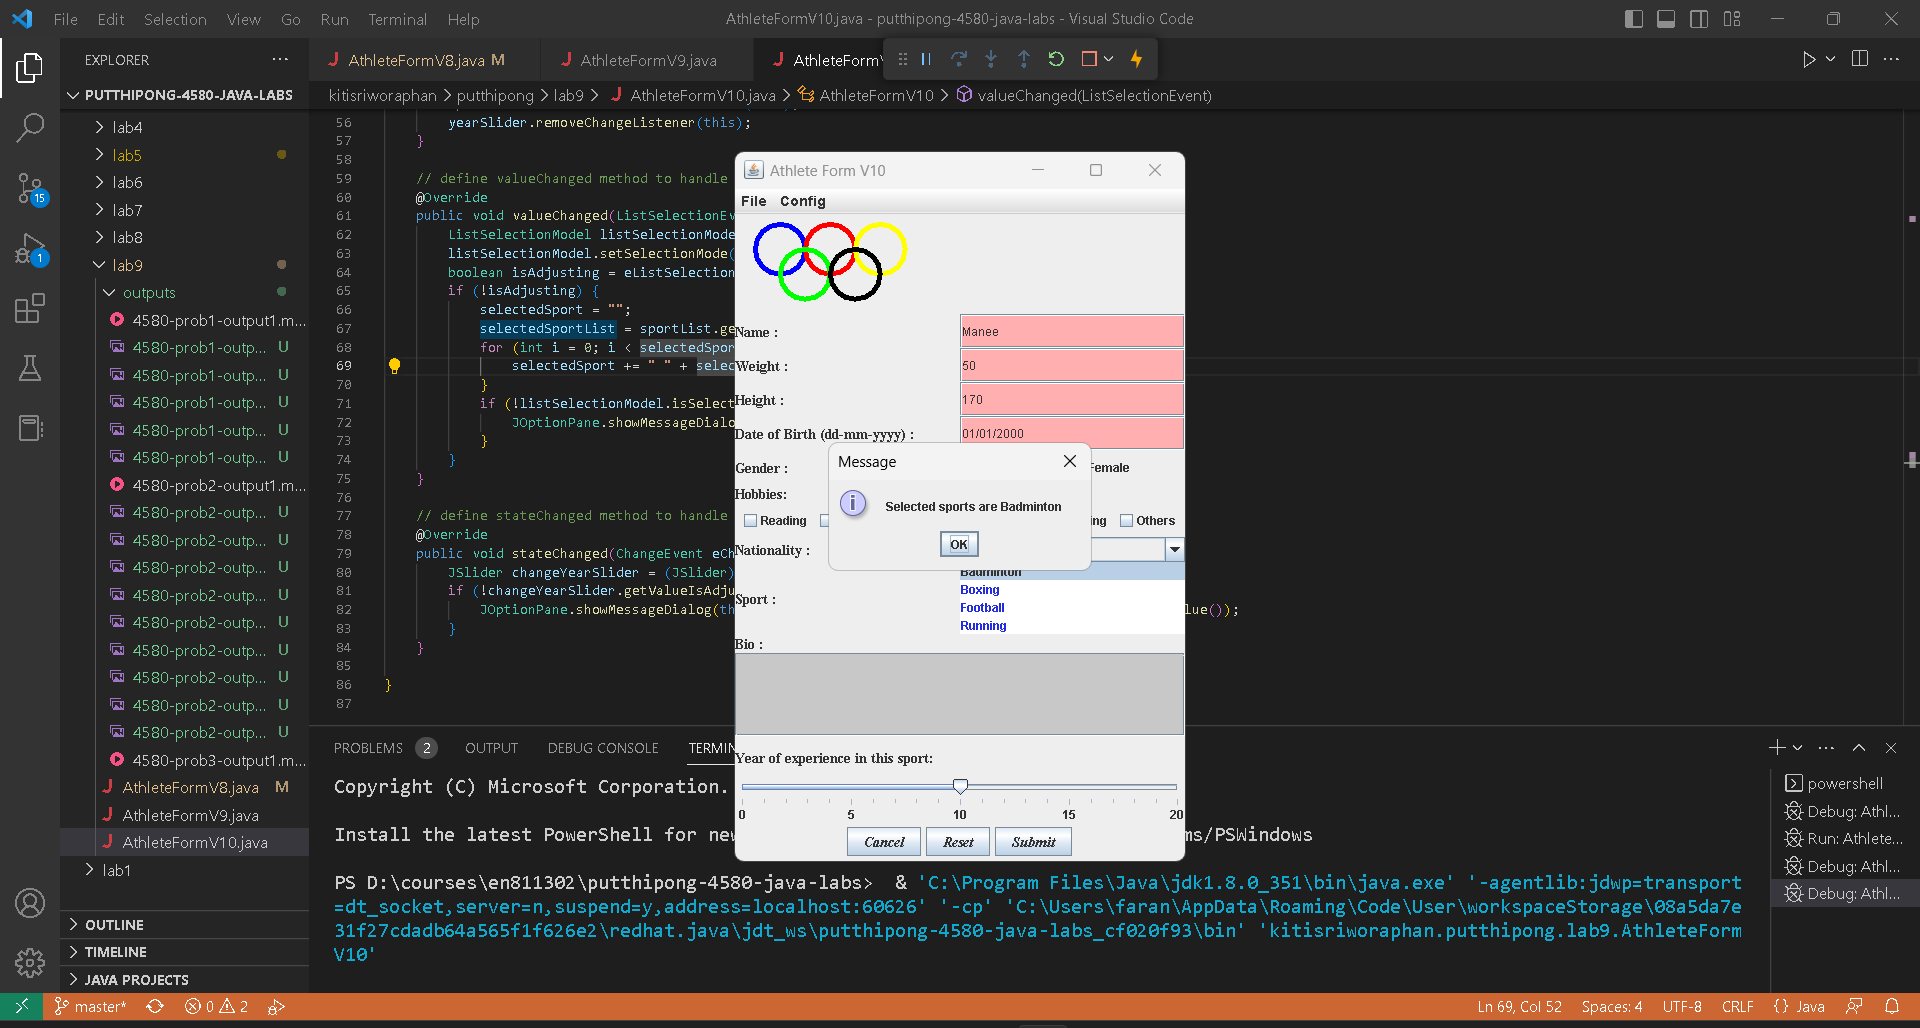 File Edit Selection View Go Run Terminal Help
AthleteFormV10.java - putthipong-4580-java-labs - Visual Studio Code
EXPLORER
AthleteFormV8.java M
AthleteFormV9.java
AthleteFormV
PUTTHIPONG-4580-JAVA-LABS
kitisriworaphan > putthipong > lab9 > AthleteFormV10.java > AthleteFormV10 > valueChanged(ListSelectionEvent)
lab4
lab5
lab6
lab7
lab8
lab9
outputs
4580-prob1-output1.m...
4580-prob1-outp... U
4580-prob1-outp... U
4580-prob1-outp... U
4580-prob1-outp... U
4580-prob1-outp... U
4580-prob2-output1.m...
4580-prob2-outp... U
4580-prob2-outp... U
4580-prob2-outp... U
4580-prob2-outp... U
4580-prob2-outp... U
4580-prob2-outp... U
4580-prob2-outp... U
4580-prob2-outp... U
4580-prob2-outp... U
4580-prob3-output1.m...
AthleteFormV8.java M
AthleteFormV9.java
AthleteFormV10.java
lab1
OUTLINE
TIMELINE
JAVA PROJECTS
15
1
56 yearSlider.removeChangeListener(this);
57 }
58
59 // define valueChanged method to handle
60 @Override
61 public void valueChanged(ListSelectionEv
62 ListSelectionModel listSelectionMode
63 listSelectionModel.setSelectionMode(
64 boolean isAdjusting = eListSelection
65 if (!isAdjusting) {
66 selectedSport = "";
67 selectedSportList = sportList.ge
68 for (int i = 0; i < selectedSpor
69 selectedSport += " " + selec
70 }
71 if (!listSelectionModel.isSelect
72 JOptionPane.showMessageDialo
73 }
74 }
75 }
76
77 // define stateChanged method to handle
78 @Override
79 public void stateChanged(ChangeEvent eCh
80 JSlider changeYearSlider = (JSlider)
81 if (!changeYearSlider.getValueIsAdju
82 JOptionPane.showMessageDialog(th lue());
83 }
84 }
85
86 }
87
Athlete Form V10
File Config
Name :
Manee
Weight :
50
Height :
170
Date of Birth (dd-mm-yyyy) :
01/01/2000
Gender :
Female
Hobbies:
Reading
ing
Others
Nationality :
Message
Selected sports are Badminton
OK
Sport :
Badminton
Boxing
Football
Running
Bio :
Year of experience in this sport:
0 5 10 15 20
Cancel Reset Submit
PROBLEMS 2 OUTPUT DEBUG CONSOLE TERMIN
Copyright (C) Microsoft Corporation.
Install the latest PowerShell for ne ms/PSWindows
PS D:\courses\en811302\putthipong-4580-java-labs> & 'C:\Program Files\Java\jdk1.8.0_351\bin\java.exe' '-agentlib:jdwp=transport
=dt_socket,server=n,suspend=y,address=localhost:60626' '-cp' 'C:\Users\faran\AppData\Roaming\Code\User\workspaceStorage\08a5da7e
31f27cdadb64a565f1f626e2\redhat.java\jdt_ws\putthipong-4580-java-labs_cf020f93\bin' 'kitisriworaphan.putthipong.lab9.AthleteForm
V10'
powershell
Debug: Athl...
Run: Athlete...
Debug: Athl...
Debug: Athl...
master* 0 2
Ln 69, Col 52 Spaces: 4 UTF-8 CRLF {} Java